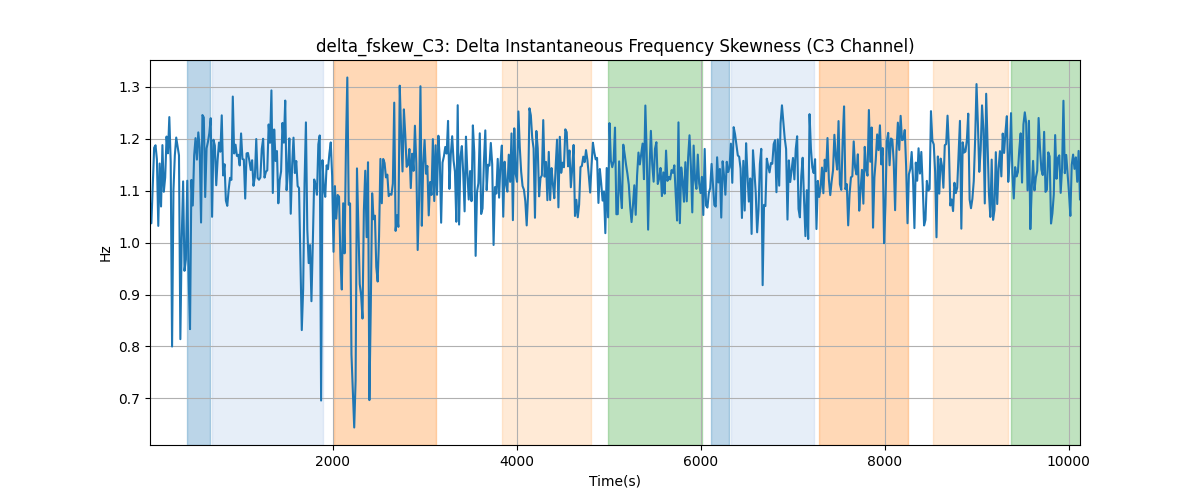 delta_fskew_C3: Delta Instantaneous Frequency Skewness (C3 Channel)
1.3
1.2
1.1
1.0
0.9
0.8
0.7
Hz
2000 4000 6000 8000 10000
Time(s)